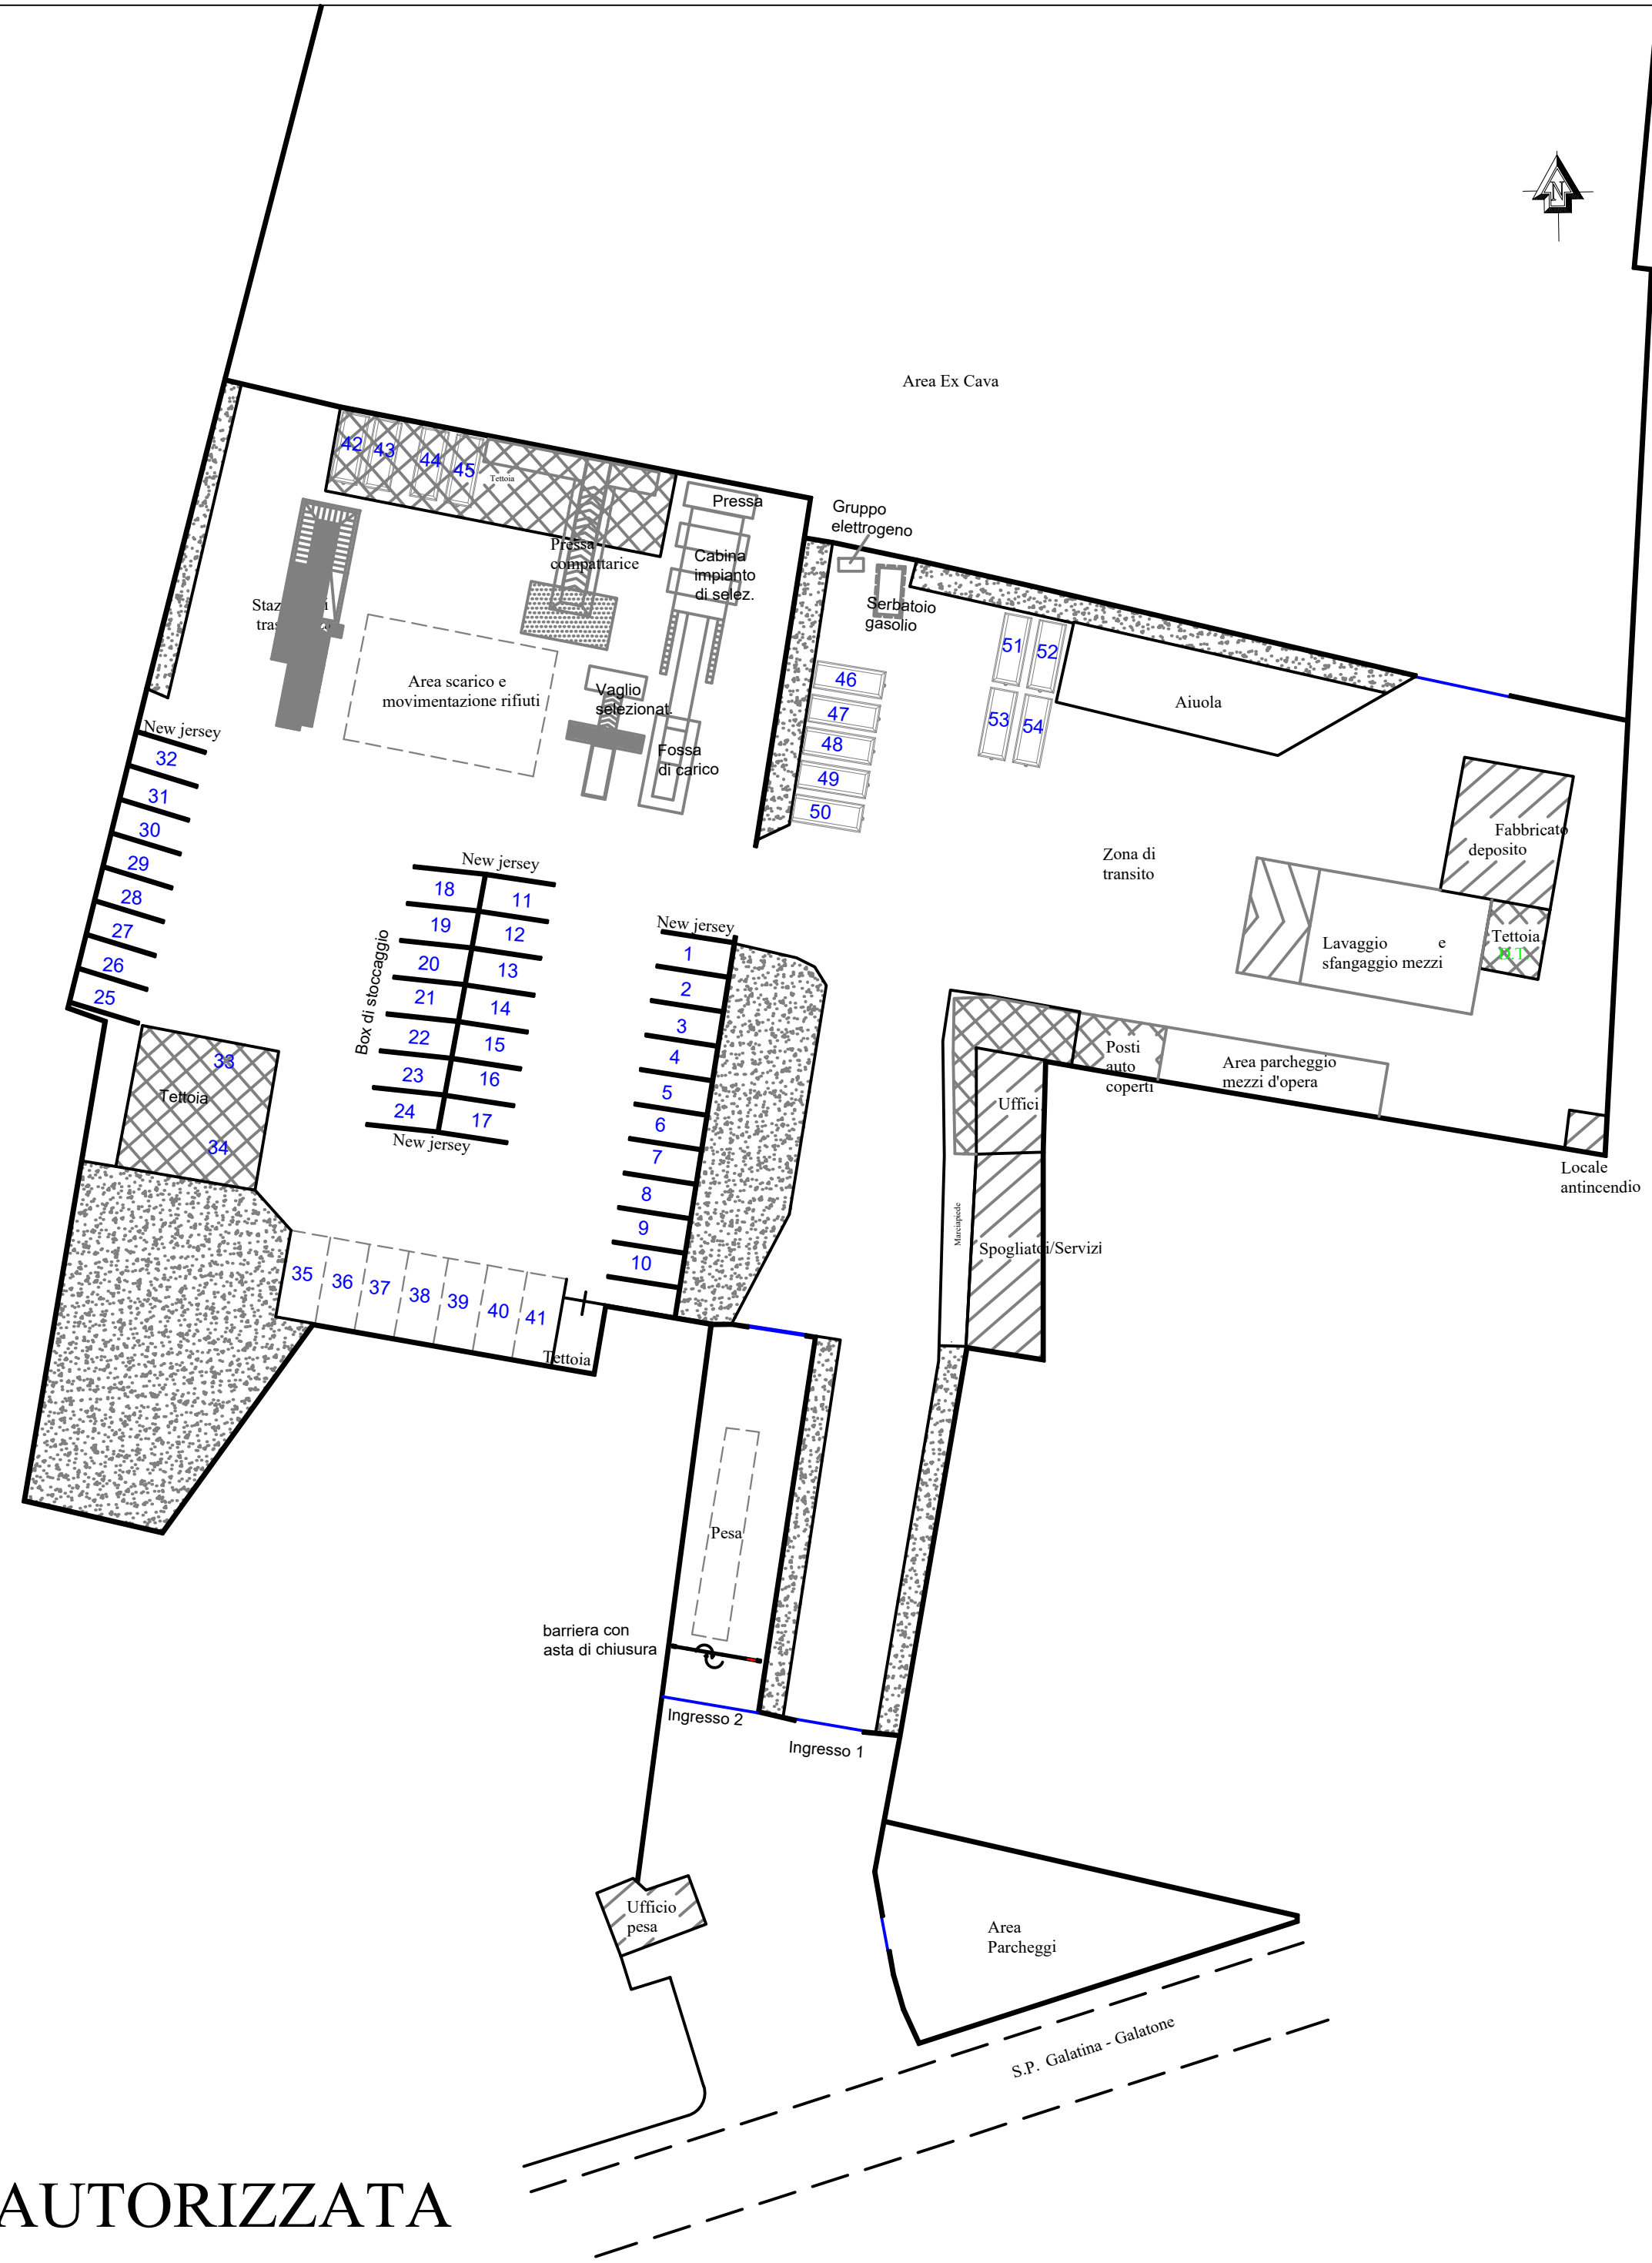 N
Area Ex Cava
42
43
44
45
Tettoia
Pressa
Gruppo
elettrogeno
Pressa
compattarice
Cabina
impianto
di selez.
Serbatoio
gasolio
51
52
53
54
Aiuola
46
47
48
49
50
Area scarico e
movimentazione rifiuti
Vaglio
selezionat.
Fossa
di carico
New jersey
32
31
30
29
28
27
26
25
New jersey
18
11
19
12
20
13
21
14
22
15
23
16
24
17
New jersey
Box di stoccaggio
New jersey
1
2
3
4
5
6
7
8
9
10
Zona di
transito
Fabbricato
deposito
Lavaggio e
sfangaggio mezzi
Tettoia
Posti
auto
coperti
Area parcheggio
mezzi d'opera
Uffici
Locale
antincendio
Marciapiede
Spogliatoi/Servizi
33
Tettoia
34
35
36
37
38
39
40
41
Tettoia
Pesa
barriera con
asta di chiusura
Ingresso 2
Ingresso 1
Ufficio
pesa
Area
Parcheggi
S.P. Galatina - Galatone
AUTORIZZATA